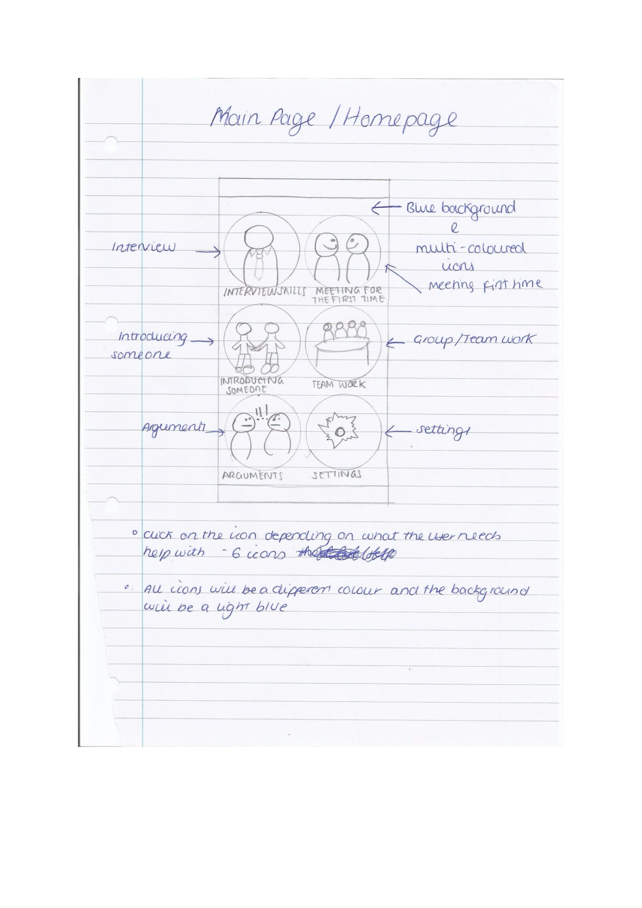 Main Page / Homepage
Blue background
&
multi-coloured
icons
meeting first time
Interview
INTERVIEW SKILLS
MEETING FOR
THE FIRST TIME
Introducing
someone
Group/Team work
INTRODUCING
SOMEONE
TEAM WORK
!!!
Arguments
settings
ARGUMENTS
SETTINGS
click on the icon depending on what the user needs
help with - 6 icons
All icons will be a different colour and the background
will be a light blue